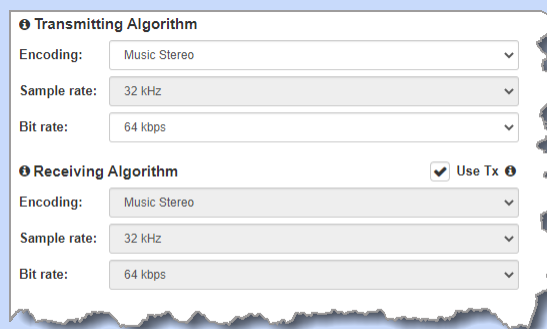 Transmitting Algorithm
Encoding: Music Stereo
Sample rate: 32 kHz
Bit rate: 64 kbps
Receiving Algorithm Use Tx
Encoding: Music Stereo
Sample rate: 32 kHz
Bit rate: 64 kbps